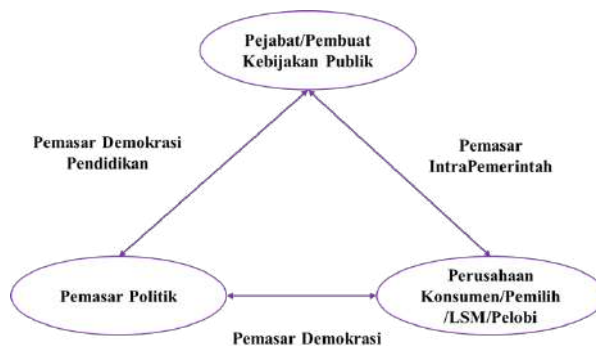 Pejabat/Pembuat
Kebijakan Publik
Pemasar Demokrasi
Pendidikan
Pemasar
IntraPemerintah
Pemasar Politik
Perusahaan
Konsumen/Pemilih
/LSM/Pelobi
Pemasar Demokrasi